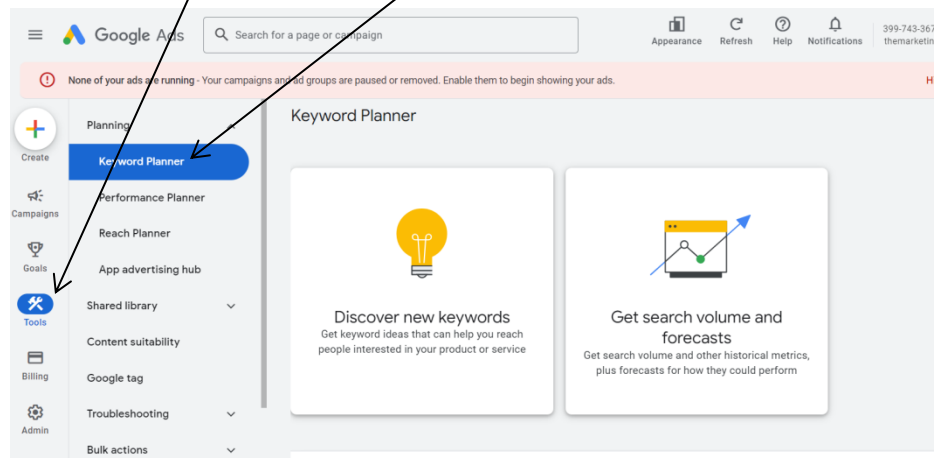 Google Ads
Search for a page or campaign
Appearance
Refresh
Help
Notifications
399-743-367
themarketin
None of your ads are running - Your campaigns and ad groups are paused or removed. Enable them to begin showing your ads.
H
Create
Campaigns
Goals
Tools
Billing
Admin
Planning
Keyword Planner
Performance Planner
Reach Planner
App advertising hub
Shared library
Content suitability
Google tag
Troubleshooting
Bulk actions
Keyword Planner
Discover new keywords
Get keyword ideas that can help you reach
people interested in your product or service
Get search volume and
forecasts
Get search volume and other historical metrics,
plus forecasts for how they could perform